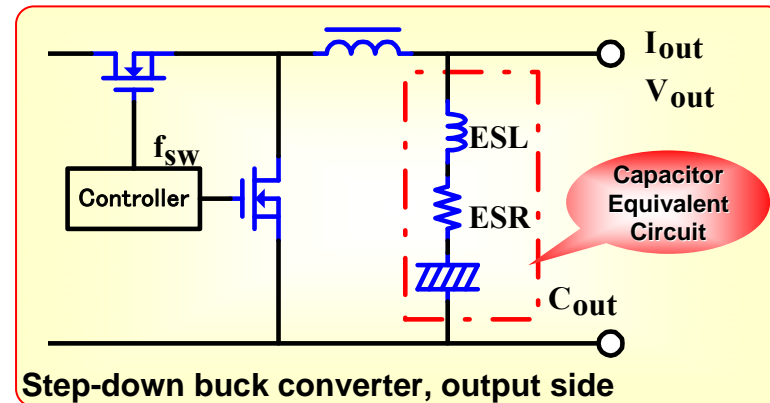 Iout
Vout
fsw
Controller
ESL
ESR
Cout
Capacitor
Equivalent
Circuit
Step-down buck converter, output side